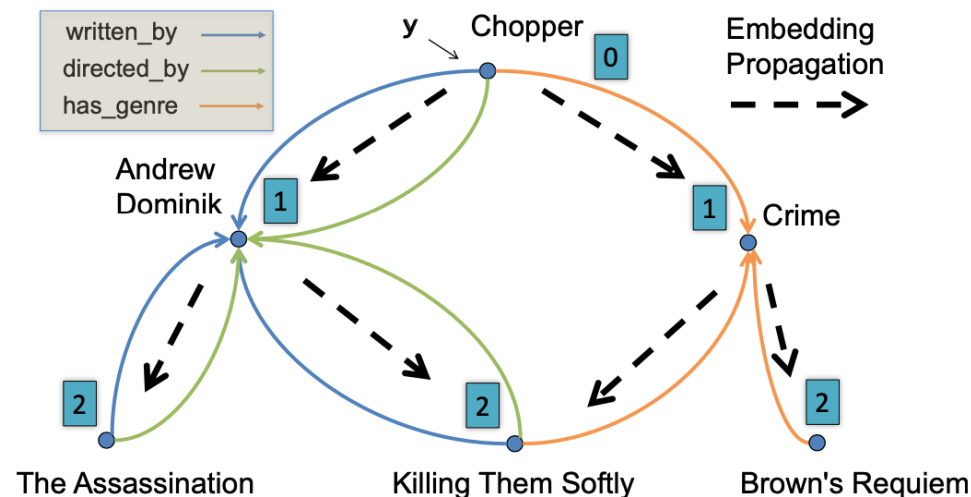 written_by
directed_by
has_genre
y
Chopper
0
Embedding
Propagation
Andrew
Dominik
1
1
Crime
2
2
2
The Assassination
Killing Them Softly
Brown's Requiem